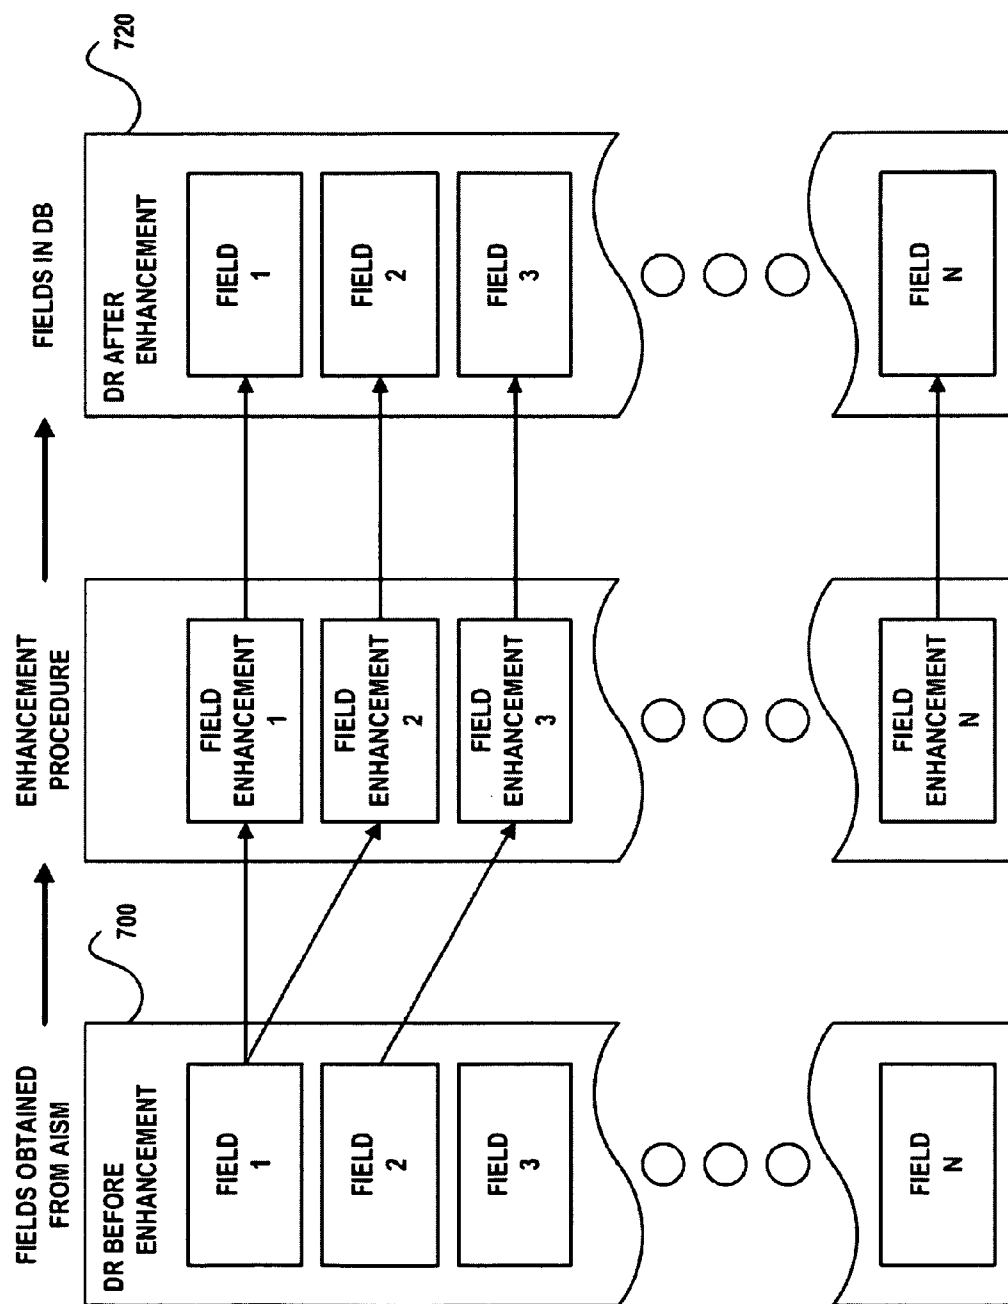 FIELDS OBTAINED
FROM AISM
ENHANCEMENT
PROCEDURE
FIELDS IN DB
700
720
DR BEFORE
ENHANCEMENT
FIELD
1
FIELD
2
FIELD
3
FIELD
N
FIELD
ENHANCEMENT
1
FIELD
ENHANCEMENT
2
FIELD
ENHANCEMENT
3
FIELD
ENHANCEMENT
N
DR AFTER
ENHANCEMENT
FIELD
1
FIELD
2
FIELD
3
FIELD
N